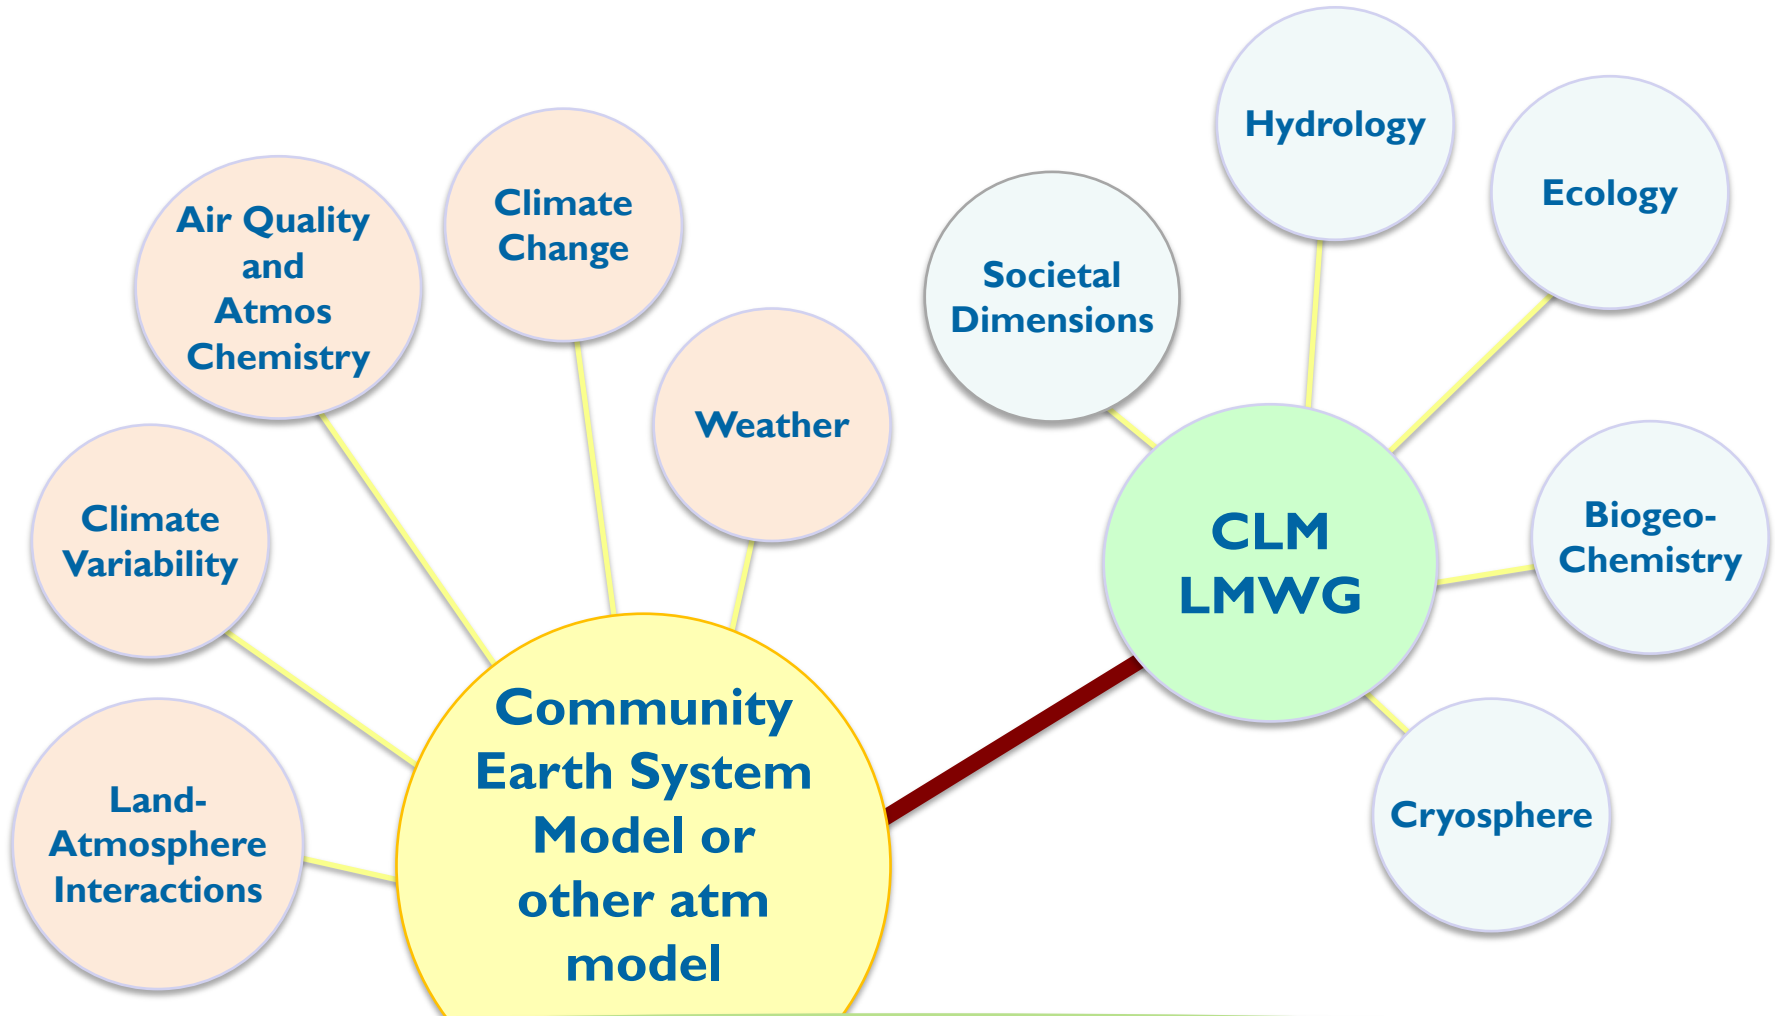 Hydrology
Ecology
Climate
Change
Air Quality
and
Atmos
Chemistry
Societal
Dimensions
Weather
Climate
Variability
CLM
LMWG
Biogeo-
Chemistry
Community
Earth System
Model or
other atm
model
Land-
Atmosphere
Interactions
Cryosphere